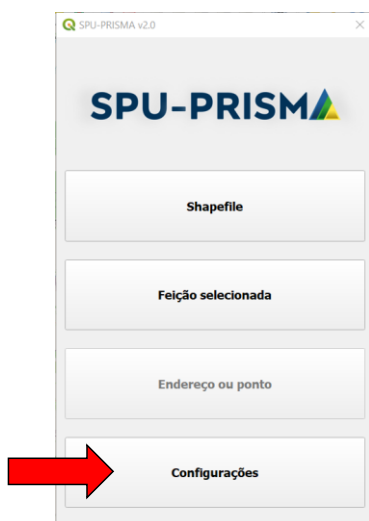 SPU-PRISMA v2.0
SPU-PRISMA
Shapefile
Feição selecionada
Endereço ou ponto
Configurações